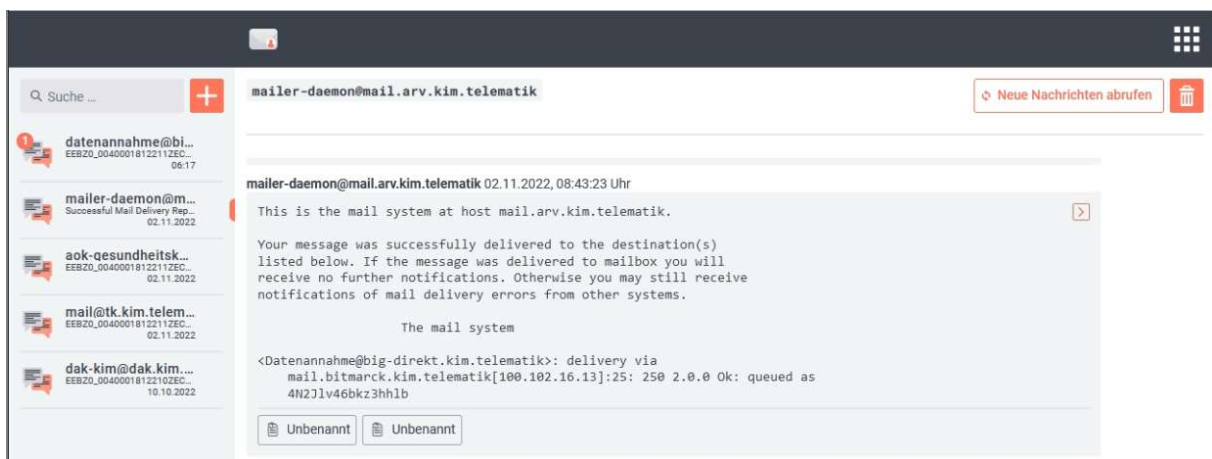 Suche ...
mailer-daemon@mail.arv.kim.telematik
Neue Nachrichten abrufen
1
datenannahme@bi...
EEBZ0_0040001812211ZEC...
06:17
mailer-daemon@m...
Successful Mail Delivery Rep...
02.11.2022
aok-gesundheitsk...
EEBZ0_0040001812211ZEC...
02.11.2022
mail@tk.kim.telem...
EEBZ0_0040001812211ZEC...
02.11.2022
dak-kim@dak.kim....
EEBZ0_0040001812210ZEC...
10.10.2022
mailer-daemon@mail.arv.kim.telematik 02.11.2022, 08:43:23 Uhr
This is the mail system at host mail.arv.kim.telematik.
Your message was successfully delivered to the destination(s)
listed below. If the message was delivered to mailbox you will
receive no further notifications. Otherwise you may still receive
notifications of mail delivery errors from other systems.
The mail system
<Datenannahme@big-direkt.kim.telematik>: delivery via
mail.bitmarck.kim.telematik[100.102.16.13]:25: 250 2.0.0 Ok: queued as
4N2Jlv46bkz3hhlb
Unbenannt
Unbenannt